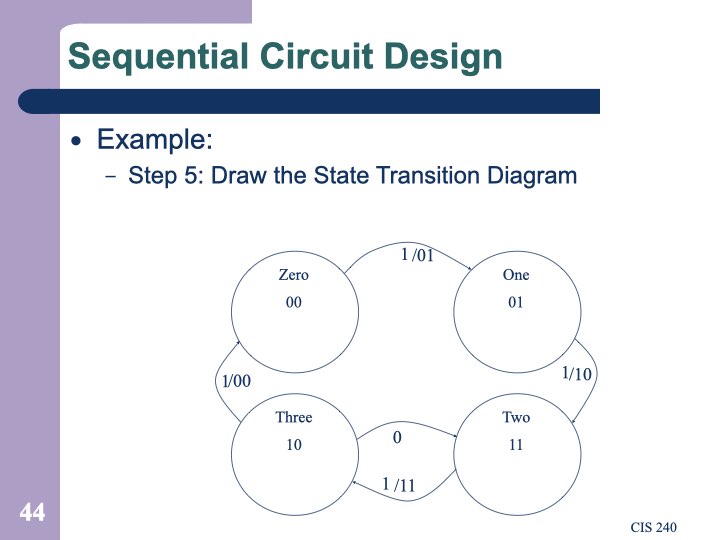 Sequential Circuit Design
• Example:
– Step 5: Draw the State Transition Diagram
1 /01
Zero
00
One
01
1/00
1/10
Three
10
0
Two
11
1 /11
44
CIS 240